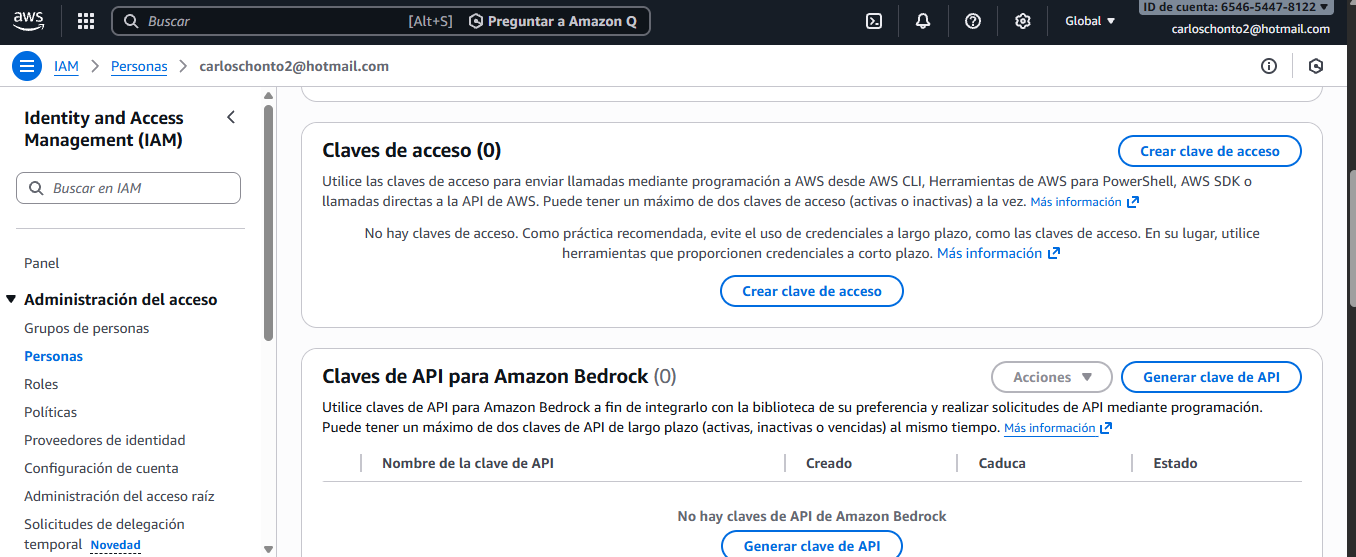 aws
Buscar
[Alt+S]
Preguntar a Amazon Q
Global
ID de cuenta: 6546-5447-8122
carloschonto2@hotmail.com
IAM
Personas
carloschonto2@hotmail.com
Identity and Access
Management (IAM)
Buscar en IAM
Panel
Administración del acceso
Grupos de personas
Personas
Roles
Políticas
Proveedores de identidad
Configuración de cuenta
Administración del acceso raíz
Solicitudes de delegación
temporal Novedad
Claves de acceso (0)
Crear clave de acceso
Utilice las claves de acceso para enviar llamadas mediante programación a AWS desde AWS CLI, Herramientas de AWS para PowerShell, AWS SDK o
llamadas directas a la API de AWS. Puede tener un máximo de dos claves de acceso (activas o inactivas) a la vez. Más información
No hay claves de acceso. Como práctica recomendada, evite el uso de credenciales a largo plazo, como las claves de acceso. En su lugar, utilice
herramientas que proporcionen credenciales a corto plazo. Más información
Crear clave de acceso
Claves de API para Amazon Bedrock (0)
Acciones
Generar clave de API
Utilice claves de API para Amazon Bedrock a fin de integrarlo con la biblioteca de su preferencia y realizar solicitudes de API mediante programación.
Puede tener un máximo de dos claves de API de largo plazo (activas, inactivas o vencidas) al mismo tiempo. Más información
Nombre de la clave de API
Creado
Caduca
Estado
No hay claves de API de Amazon Bedrock
Generar clave de API